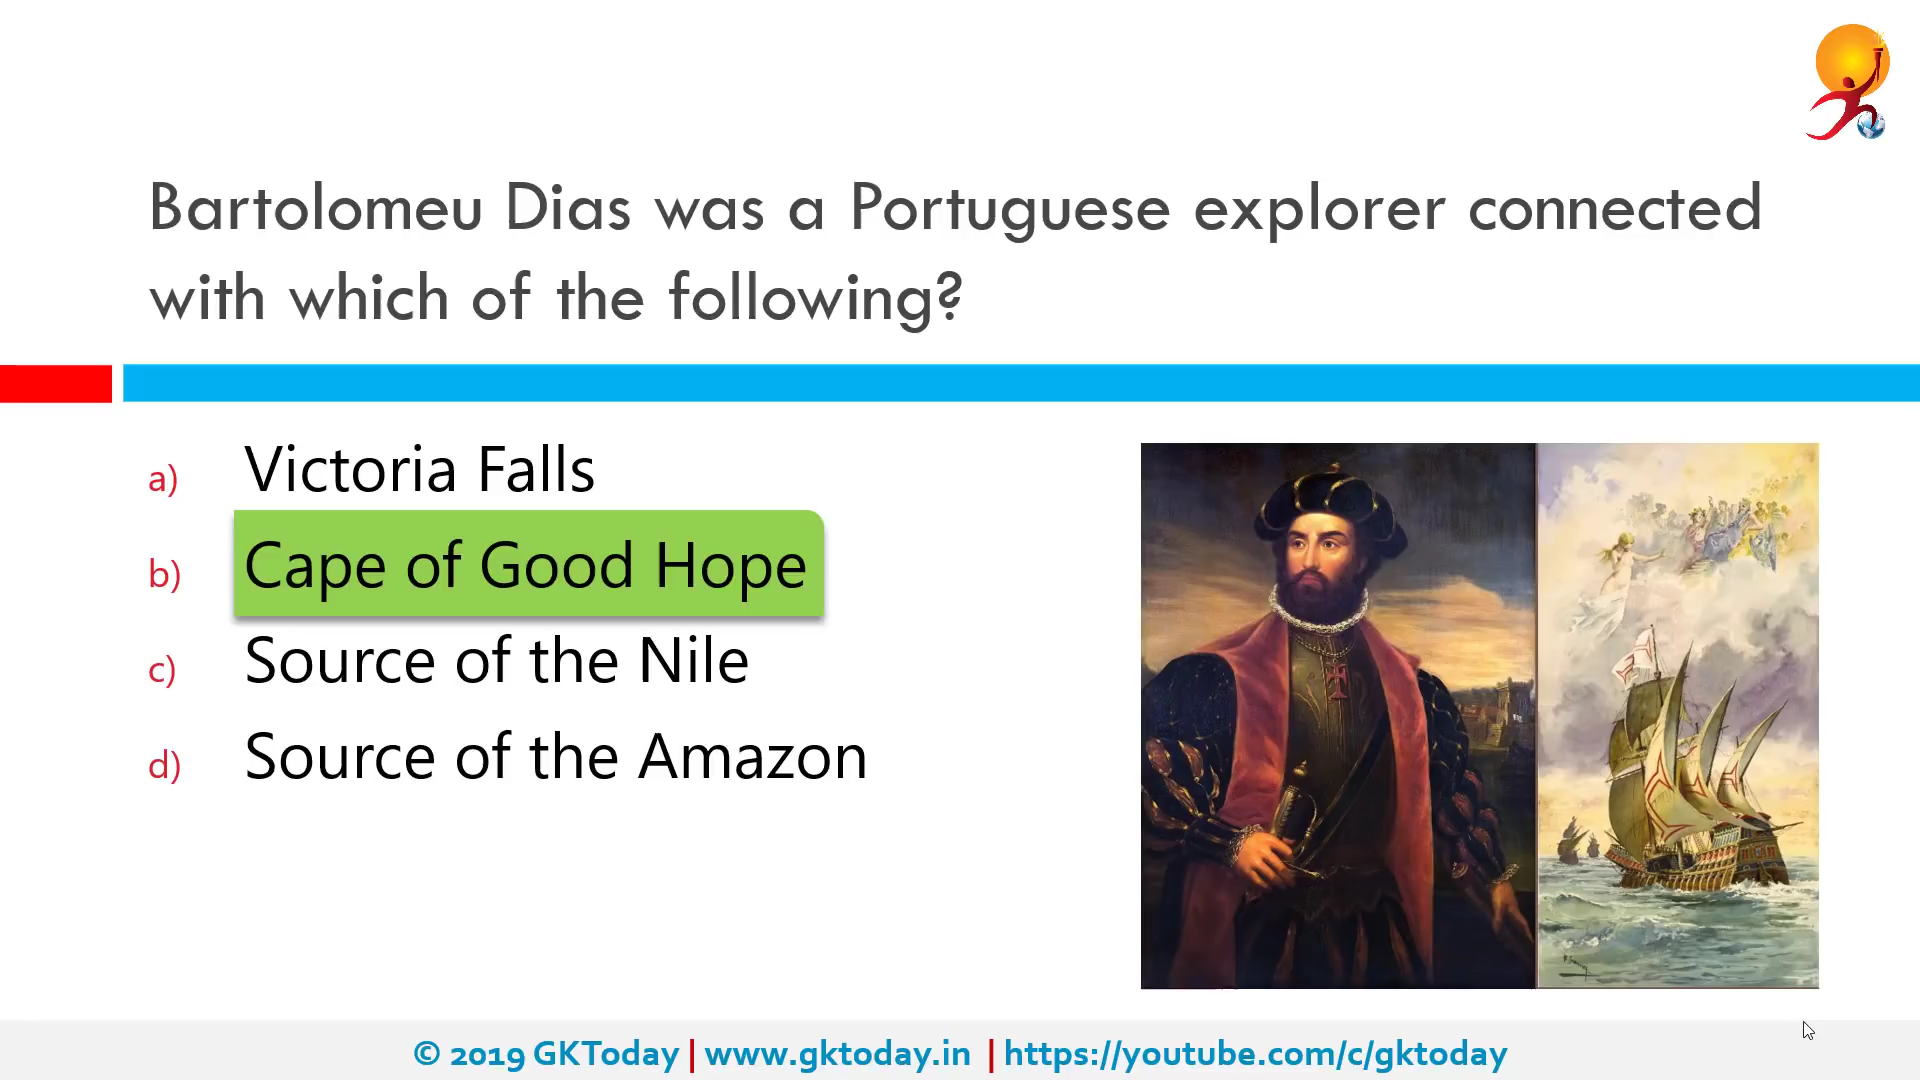 Bartolomeu Dias was a Portuguese explorer connected
with which of the following?
a) Victoria Falls
b) Cape of Good Hope
c) Source of the Nile
d) Source of the Amazon
© 2019 GKToday | www.gktoday.in | https://youtube.com/c/gktoday